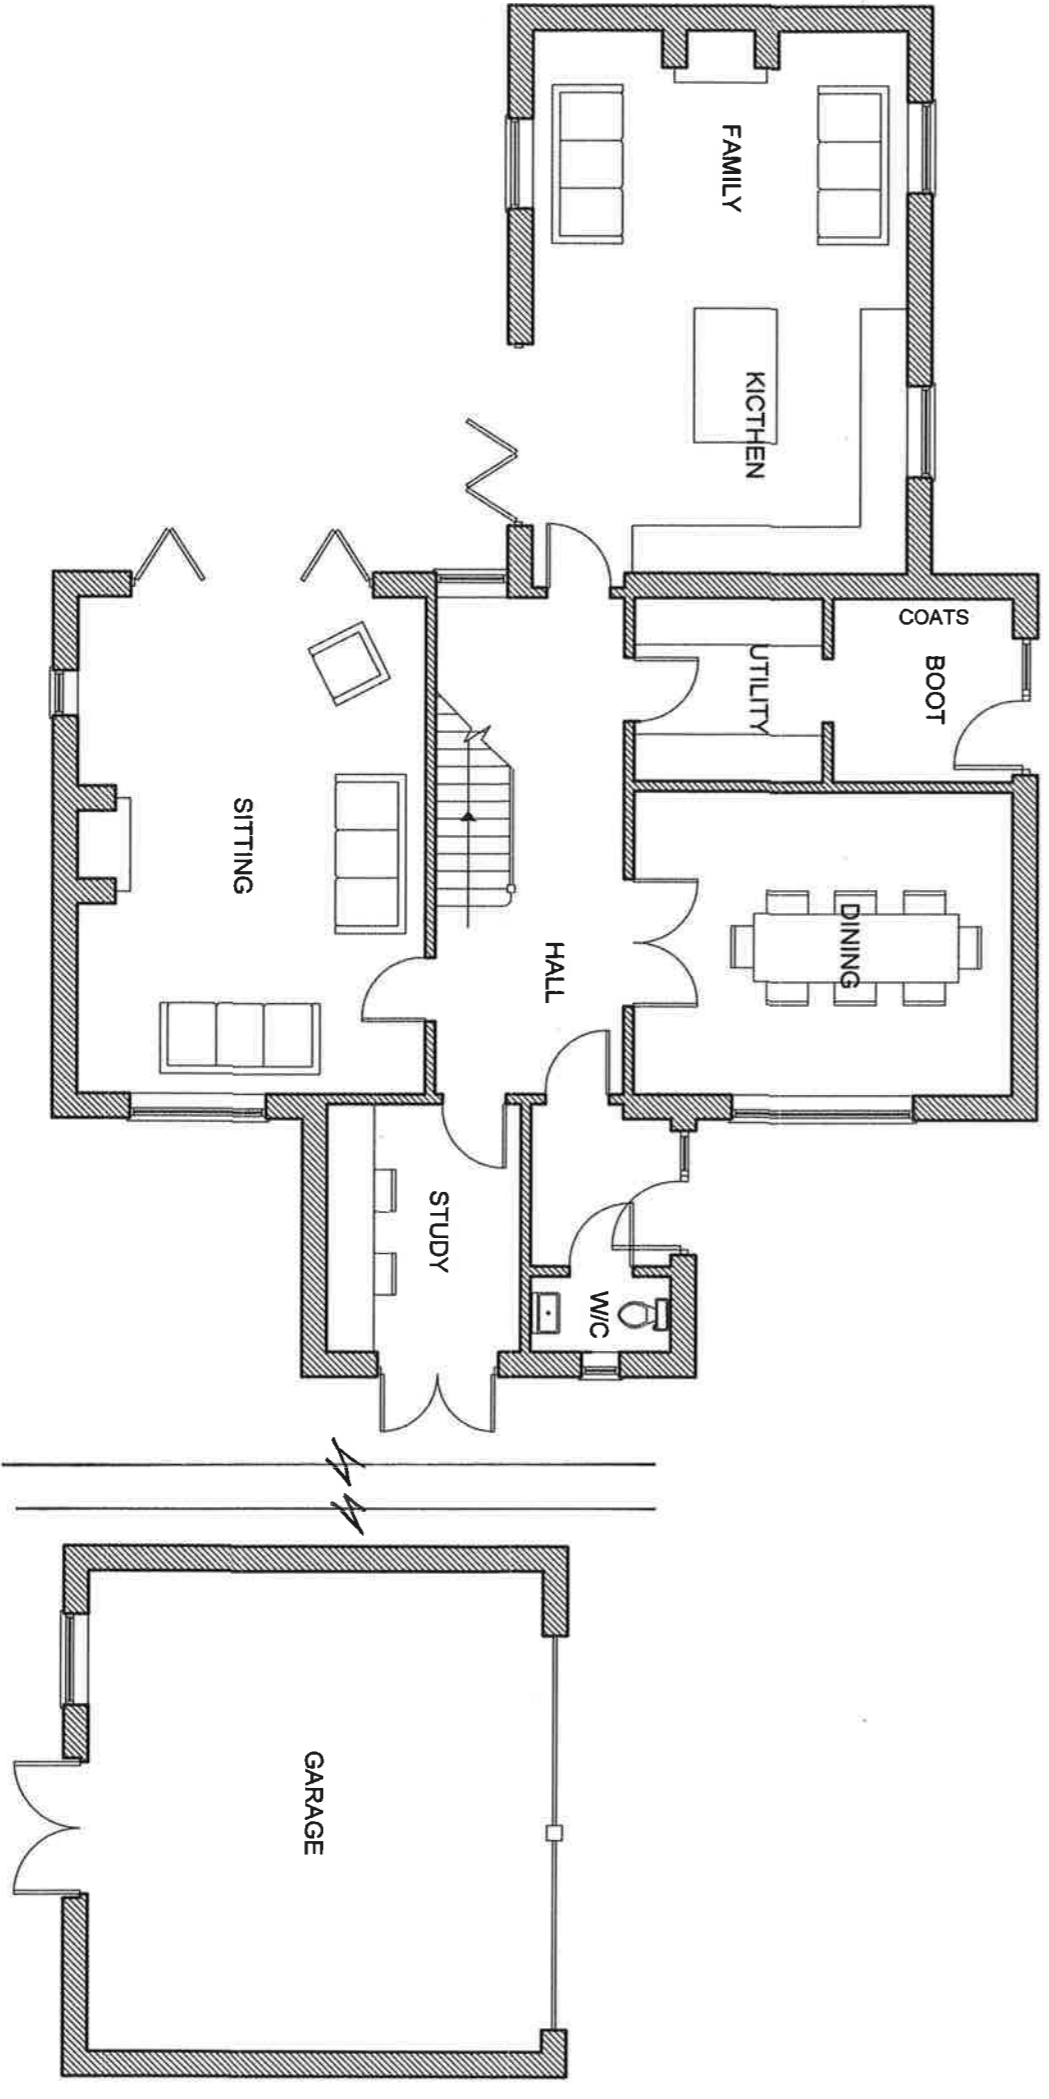 FAMILY
KICTHEN
COATS
BOOT
UTILITY
SITTING
DINING
HALL
STUDY
W/C
GARAGE